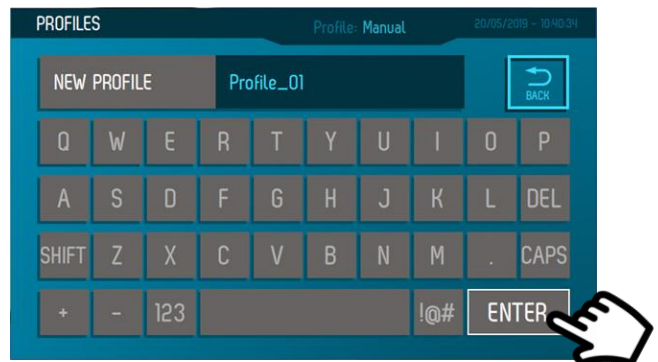 PROFILES Profile: Manual 20/05/2019 - 10:40:34
NEW PROFILE Profile_01 BACK
Q W E R T Y U I O P
A S D F G H J K L DEL
SHIFT Z X C V B N M . CAPS
+ - 123 !@# ENTER